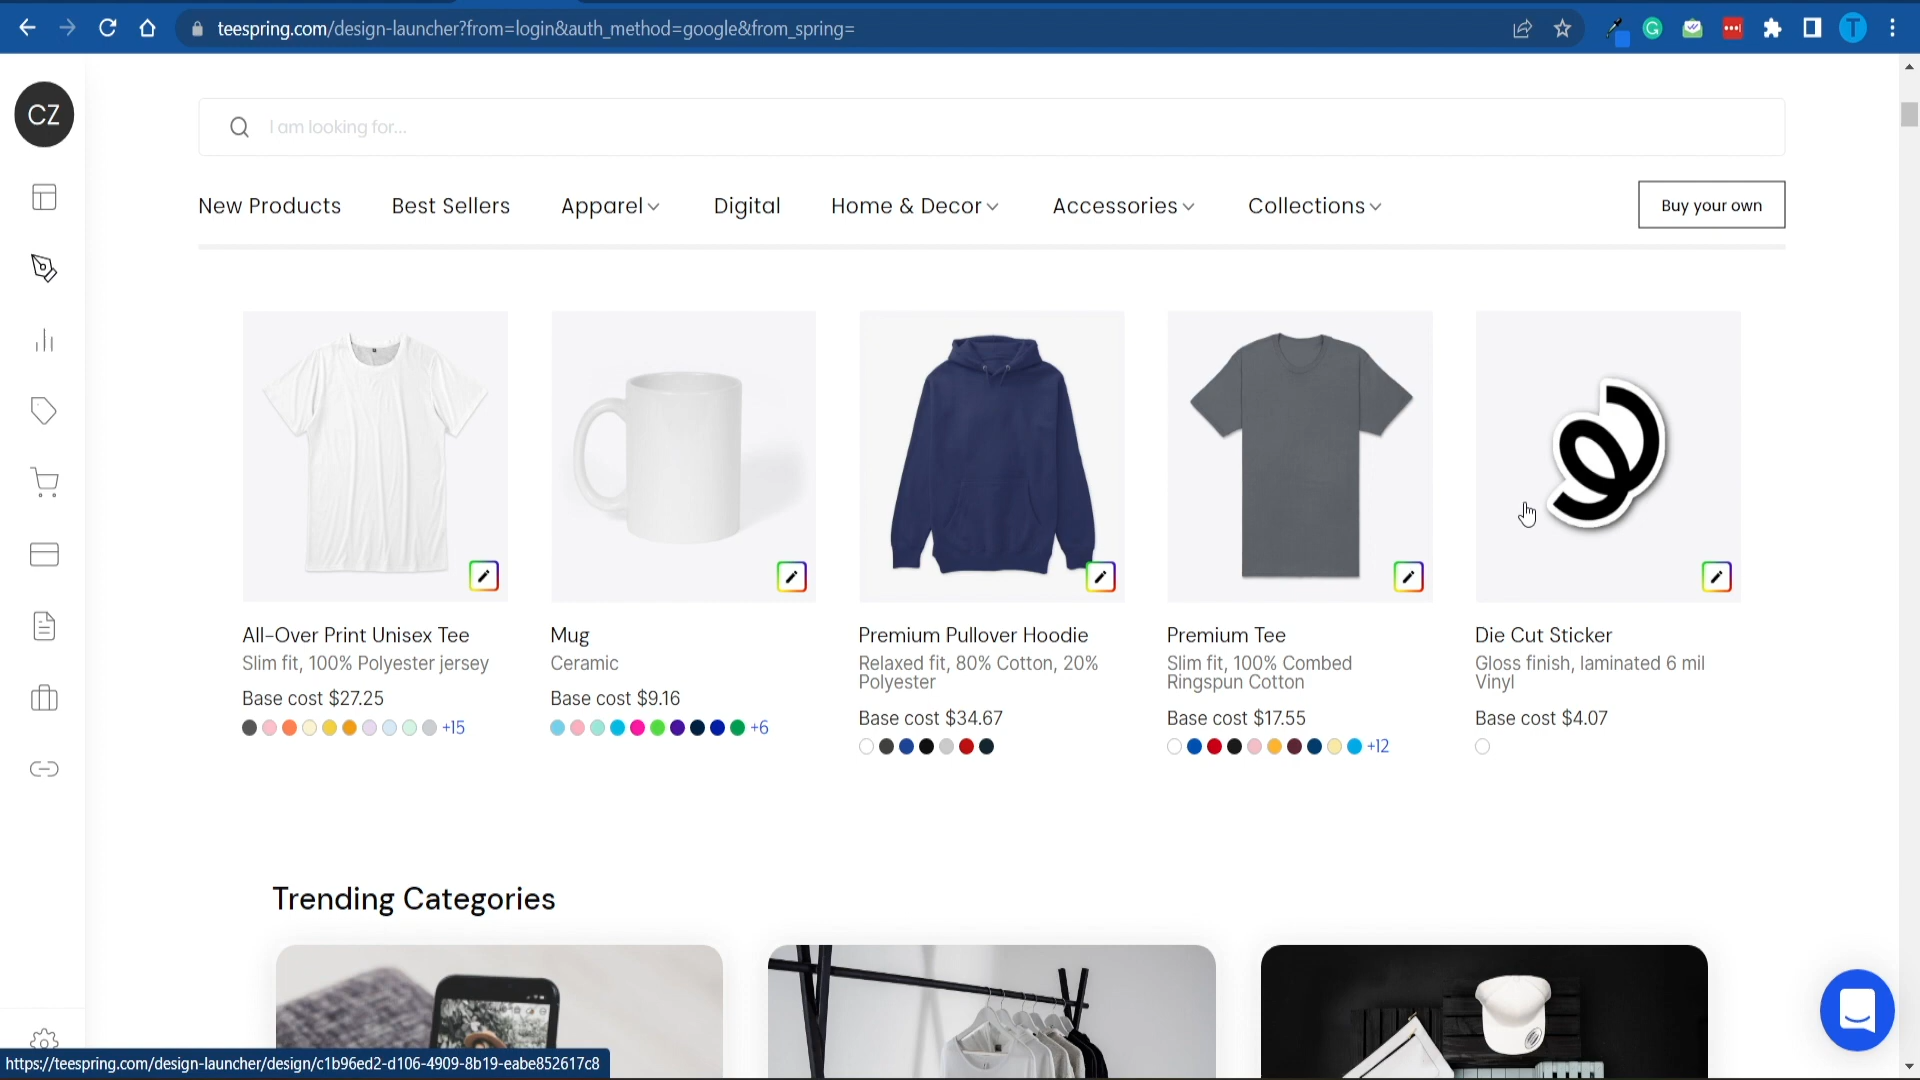 teespring.com/design-launcher?from=login&auth_method=google&from_spring=
T
CZ
I am looking for...
New Products Best Sellers Apparel Digital Home & Decor Accessories Collections Buy your own
All-Over Print Unisex Tee
Slim fit, 100% Polyester jersey
Base cost $27.25
+15
Mug
Ceramic
Base cost $9.16
+6
Premium Pullover Hoodie
Relaxed fit, 80% Cotton, 20%
Polyester
Base cost $34.67
Premium Tee
Slim fit, 100% Combed
Ringspun Cotton
Base cost $17.55
+12
Die Cut Sticker
Gloss finish, laminated 6 mil
Vinyl
Base cost $4.07
Trending Categories
https://teespring.com/design-launcher/design/c1b96ed2-d106-4909-8b19-eabe852617c8